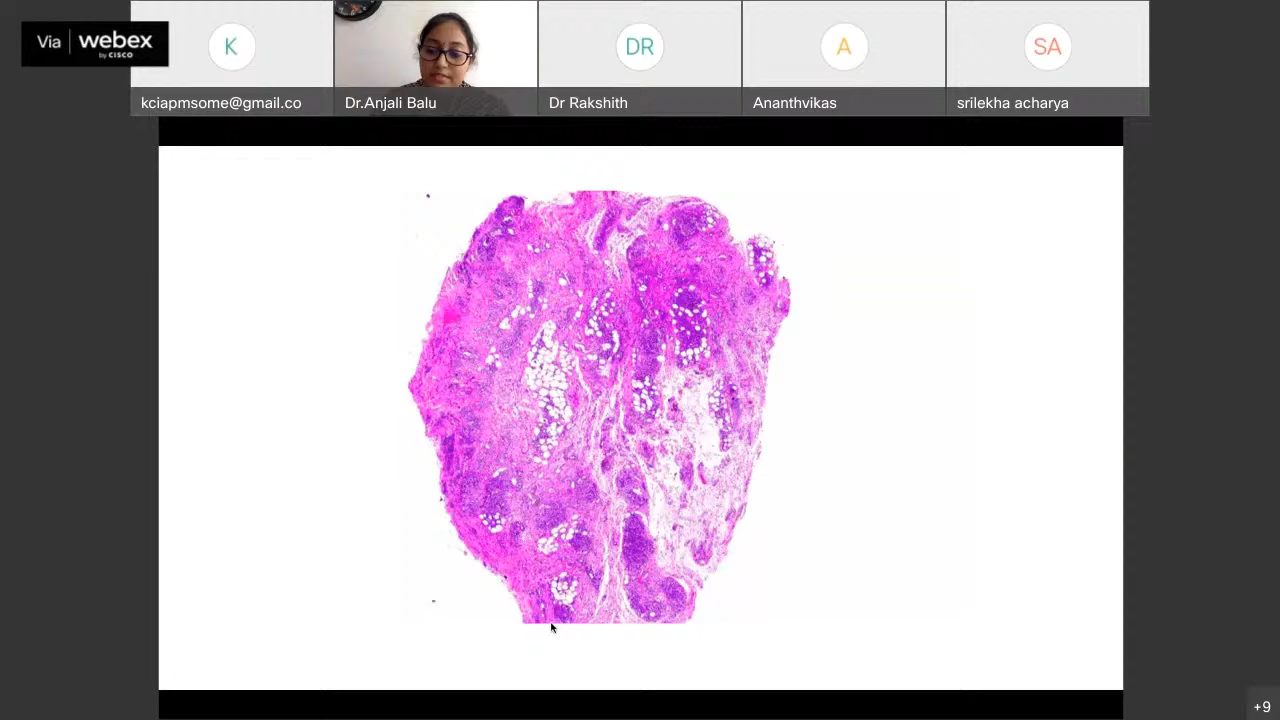 Via webex
by CISCO
K
DR
A
SA
kciapmsome@gmail.co
Dr.Anjali Balu
Dr Rakshith
Ananthvikas
srilekha acharya
+9